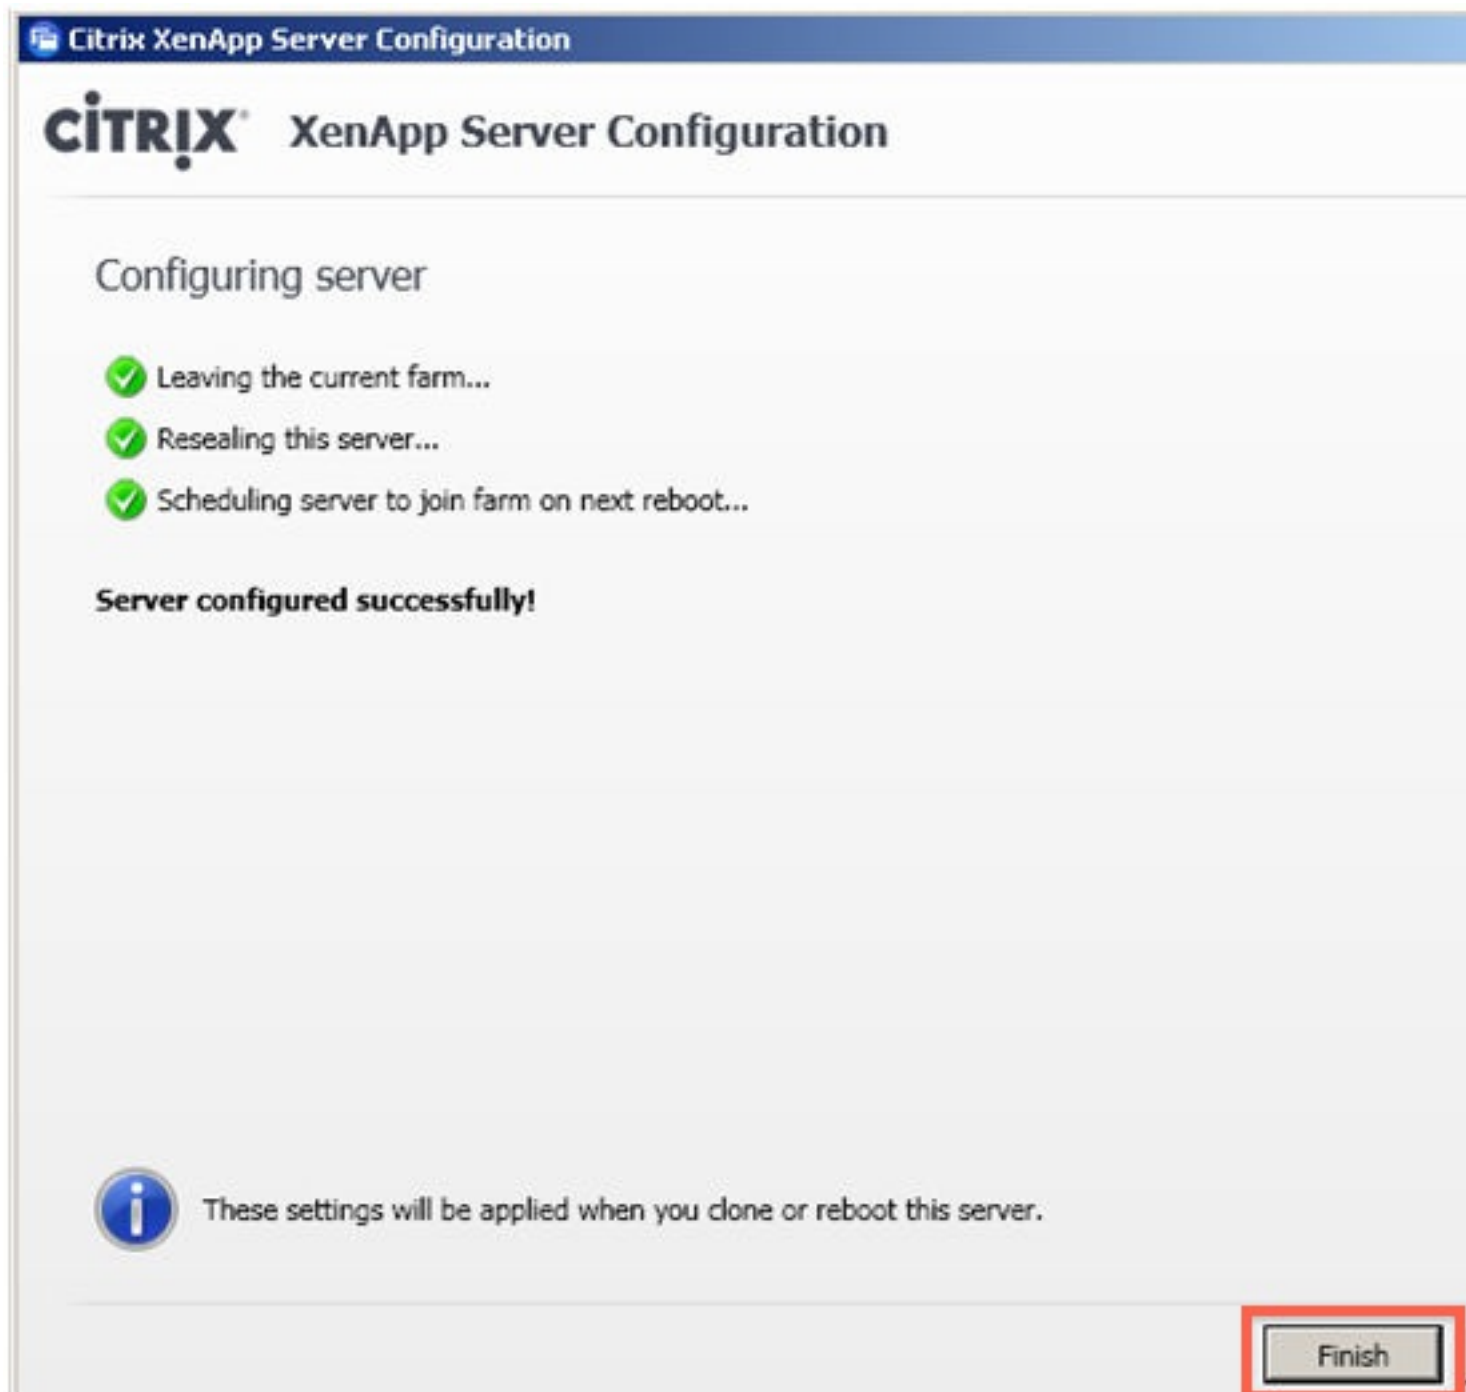 Citrix XenApp Server Configuration
CITRIX XenApp Server Configuration
Configuring server
Leaving the current farm...
Resealing this server...
Scheduling server to join farm on next reboot...
Server configured successfully!
These settings will be applied when you clone or reboot this server.
Finish